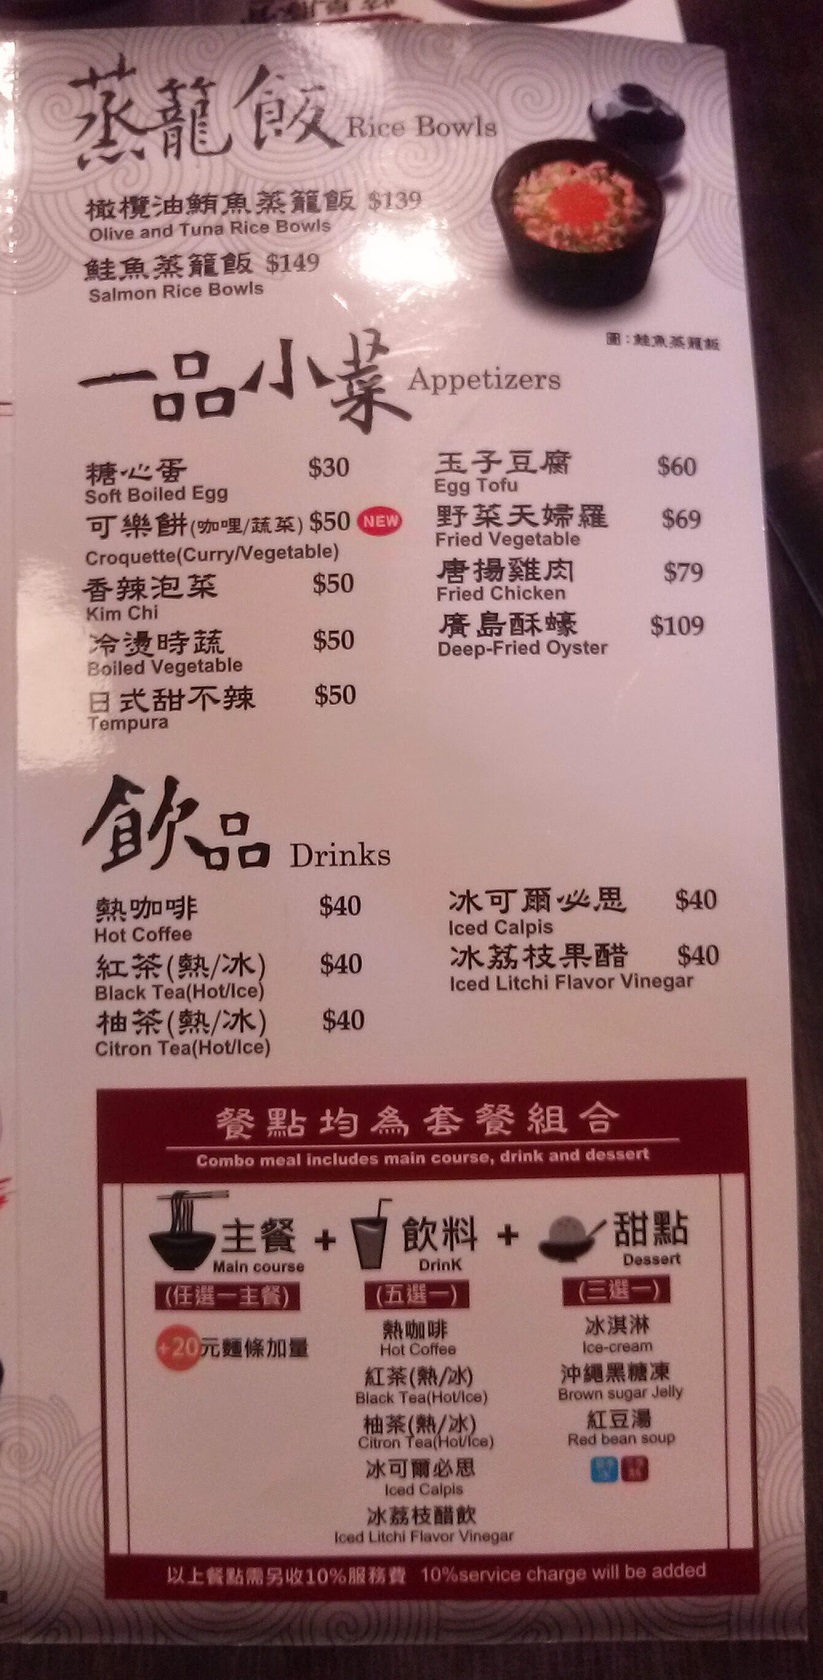 蒸籠飯 Rice Bowls
橄欖油鮪魚蒸籠飯 $139
Olive and Tuna Rice Bowls
鮭魚蒸籠飯 $149
Salmon Rice Bowls
圖:鮭魚蒸籠飯
一品小菜 Appetizers
糖心蛋 $30
Soft Boiled Egg
可樂餅(咖哩/蔬菜) $50 NEW
Croquette(Curry/Vegetable)
香辣泡菜 $50
Kim Chi
冷燙時蔬 $50
Boiled Vegetable
日式甜不辣 $50
Tempura
玉子豆腐 $60
Egg Tofu
野菜天婦羅 $69
Fried Vegetable
唐揚雞肉 $79
Fried Chicken
廣島酥蠔 $109
Deep-Fried Oyster
飲品 Drinks
熱咖啡 $40
Hot Coffee
紅茶(熱/冰) $40
Black Tea(Hot/Ice)
柚茶(熱/冰) $40
Citron Tea(Hot/Ice)
冰可爾必思 $40
Iced Calpis
冰荔枝果醋 $40
Iced Litchi Flavor Vinegar
餐點均為套餐組合
Combo meal includes main course, drink and dessert
主餐 + 飲料 + 甜點
Main course DrinK Dessert
(任選一主餐) (五選一) (三選一)
+20元麵條加量
熱咖啡
Hot Coffee
紅茶(熱/冰)
Black Tea(Hot/Ice)
柚茶(熱/冰)
Citron Tea(Hot/Ice)
冰可爾必思
Iced Calpis
冰荔枝醋飲
Iced Litchi Flavor Vinegar
冰淇淋
Ice-cream
沖繩黑糖凍
Brown sugar Jelly
紅豆湯
Red bean soup
以上餐點需另收10%服務費 10%service charge will be added